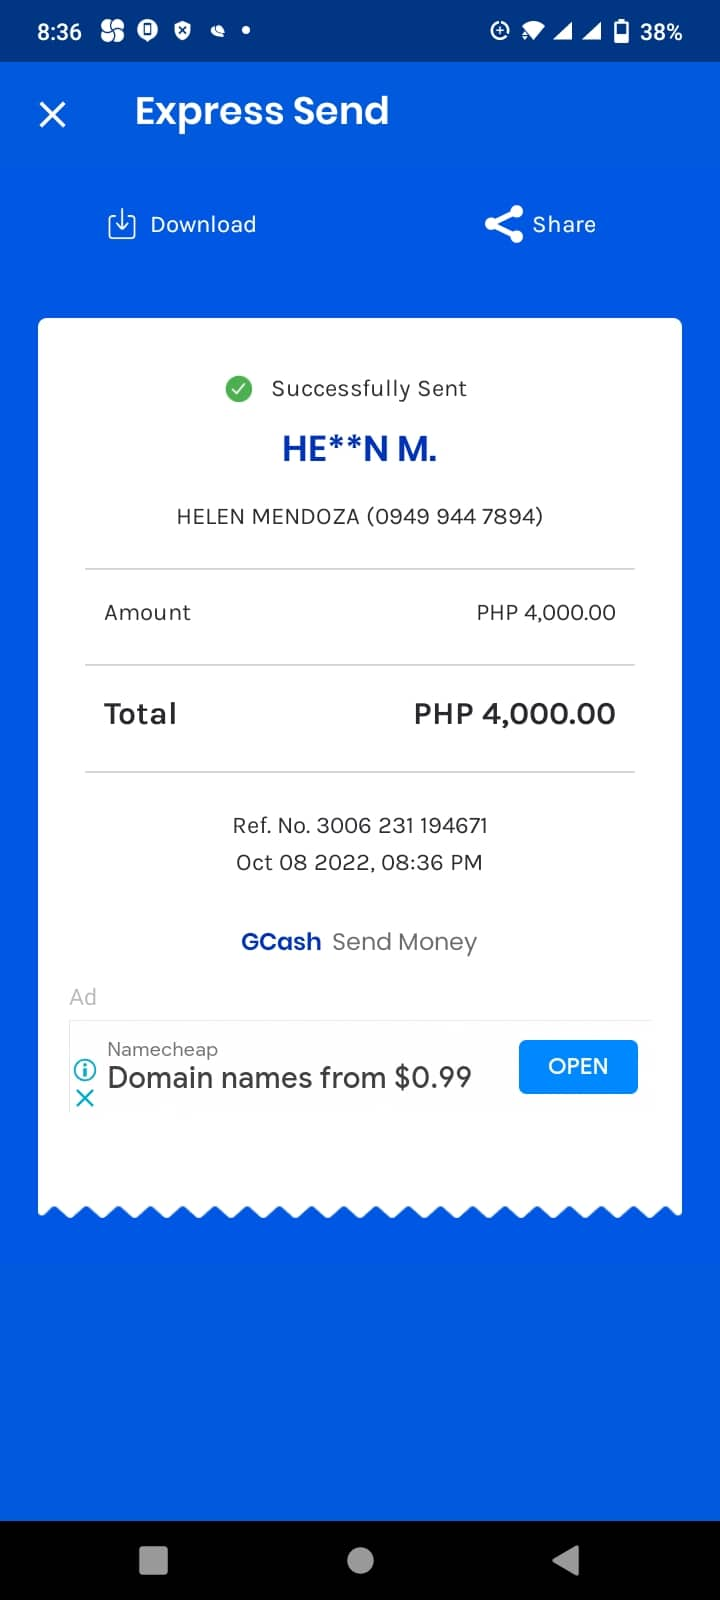 8:36
38%
Express Send
Download
Share
Successfully Sent
HE**N M.
HELEN MENDOZA (0949 944 7894)
Amount PHP 4,000.00
Total PHP 4,000.00
Ref. No. 3006 231 194671
Oct 08 2022, 08:36 PM
GCash Send Money
Ad
Namecheap
Domain names from $0.99
OPEN